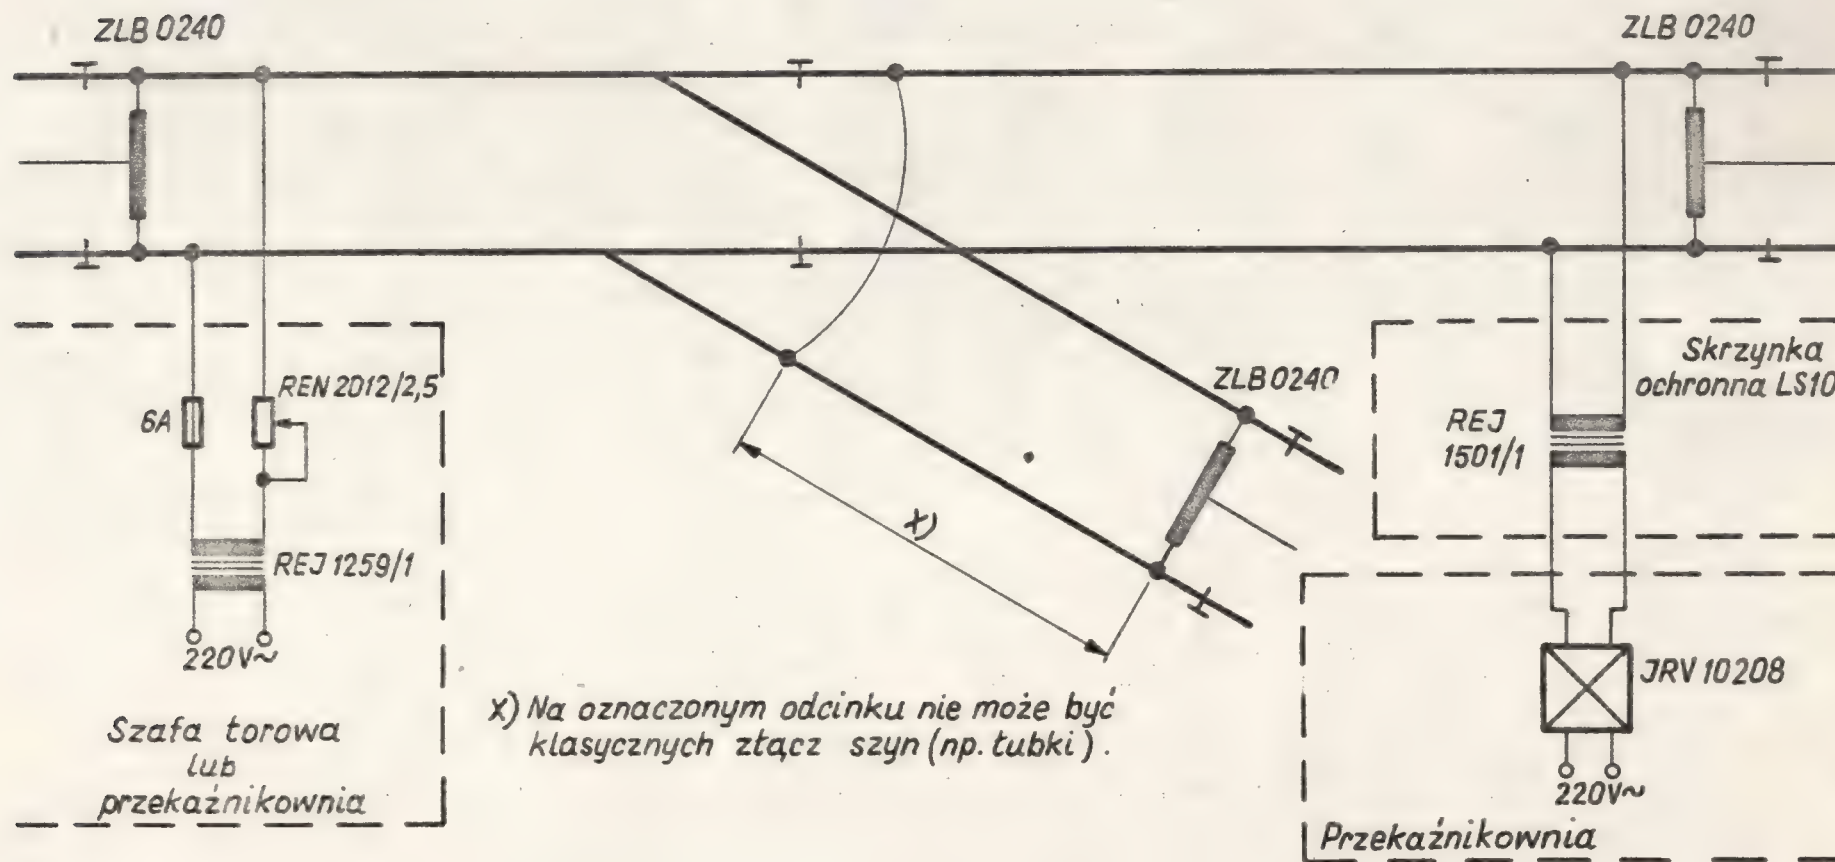 ZLB 0240
ZLB 0240
6A
REN 2012/2,5
REJ 1259/1
220V~
Szafa torowa
lub
przekaźnikownia
x)
ZLB 0240
x) Na oznaczonym odcinku nie może być
klasycznych złącz szyn (np. łubki).
Skrzynka
ochronna LS10
REJ
1501/1
JRV 10208
220V~
Przekaźnikownia